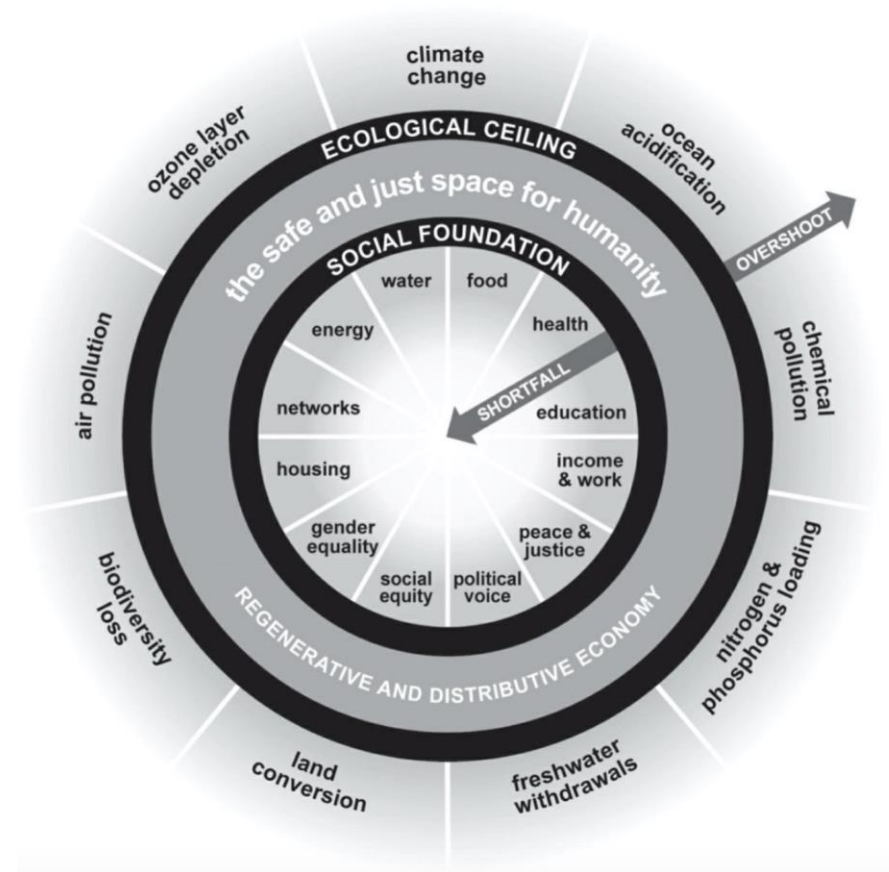 climate
change
ocean
acidification
chemical
pollution
nitrogen &
phosphorus loading
freshwater
withdrawals
land
conversion
biodiversity
loss
air pollution
ozone layer
depletion
ECOLOGICAL CEILING
OVERSHOOT
the safe and just space for humanity
SOCIAL FOUNDATION
water
food
health
SHORTFALL
education
income
& work
peace &
justice
political
voice
social
equity
gender
equality
housing
networks
energy
REGENERATIVE AND DISTRIBUTIVE ECONOMY